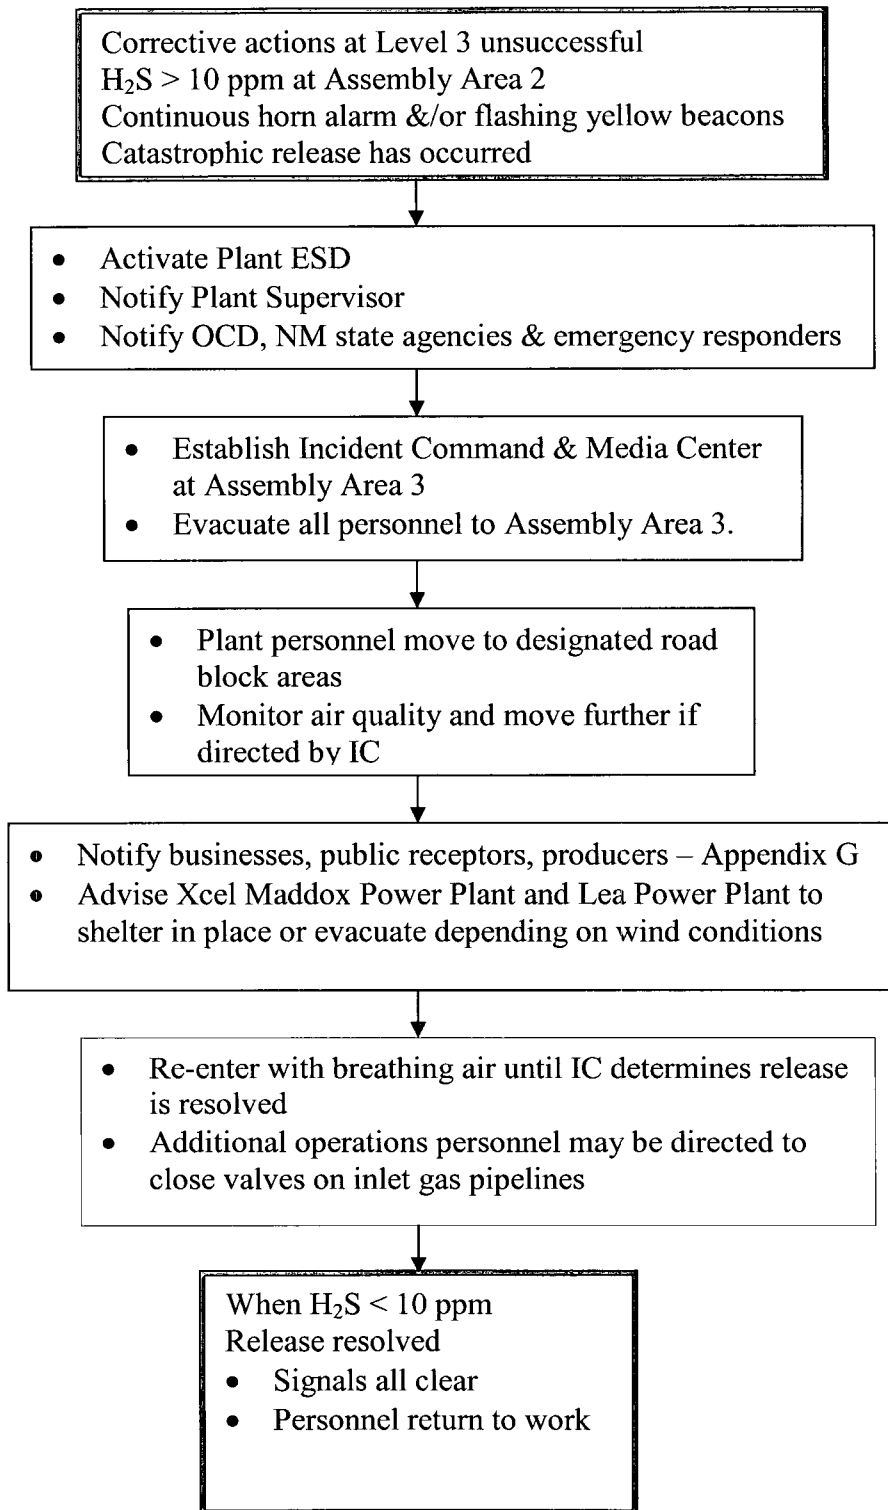 Corrective actions at Level 3 unsuccessful
H₂S > 10 ppm at Assembly Area 2
Continuous horn alarm &/or flashing yellow beacons
Catastrophic release has occurred
• Activate Plant ESD
• Notify Plant Supervisor
• Notify OCD, NM state agencies & emergency responders
• Establish Incident Command & Media Center
at Assembly Area 3
• Evacuate all personnel to Assembly Area 3.
• Plant personnel move to designated road
block areas
• Monitor air quality and move further if
directed by IC
• Notify businesses, public receptors, producers – Appendix G
• Advise Xcel Maddox Power Plant and Lea Power Plant to
shelter in place or evacuate depending on wind conditions
• Re-enter with breathing air until IC determines release
is resolved
• Additional operations personnel may be directed to
close valves on inlet gas pipelines
When H₂S < 10 ppm
Release resolved
• Signals all clear
• Personnel return to work